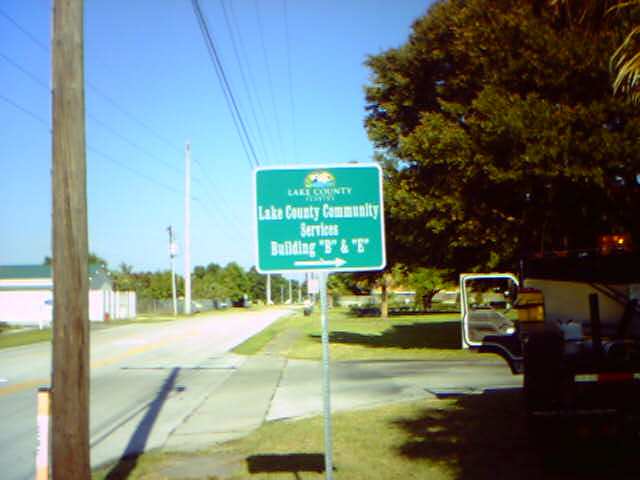 LAKE COUNTY
FLORIDA
Lake County Community
Services
Building "B" & "E"